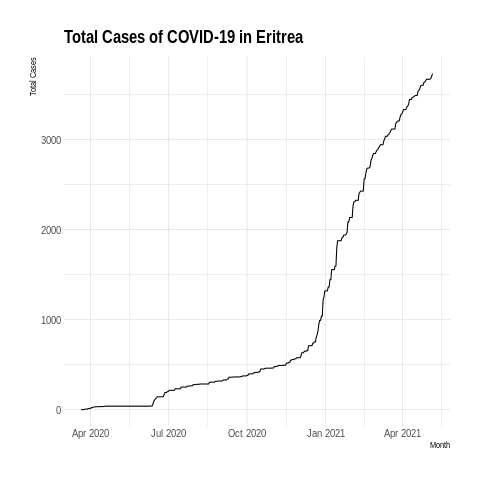 Total Cases of COVID-19 in Eritrea
Total Cases
3000
2000
1000
0
Apr 2020
Jul 2020
Oct 2020
Jan 2021
Apr 2021
Month